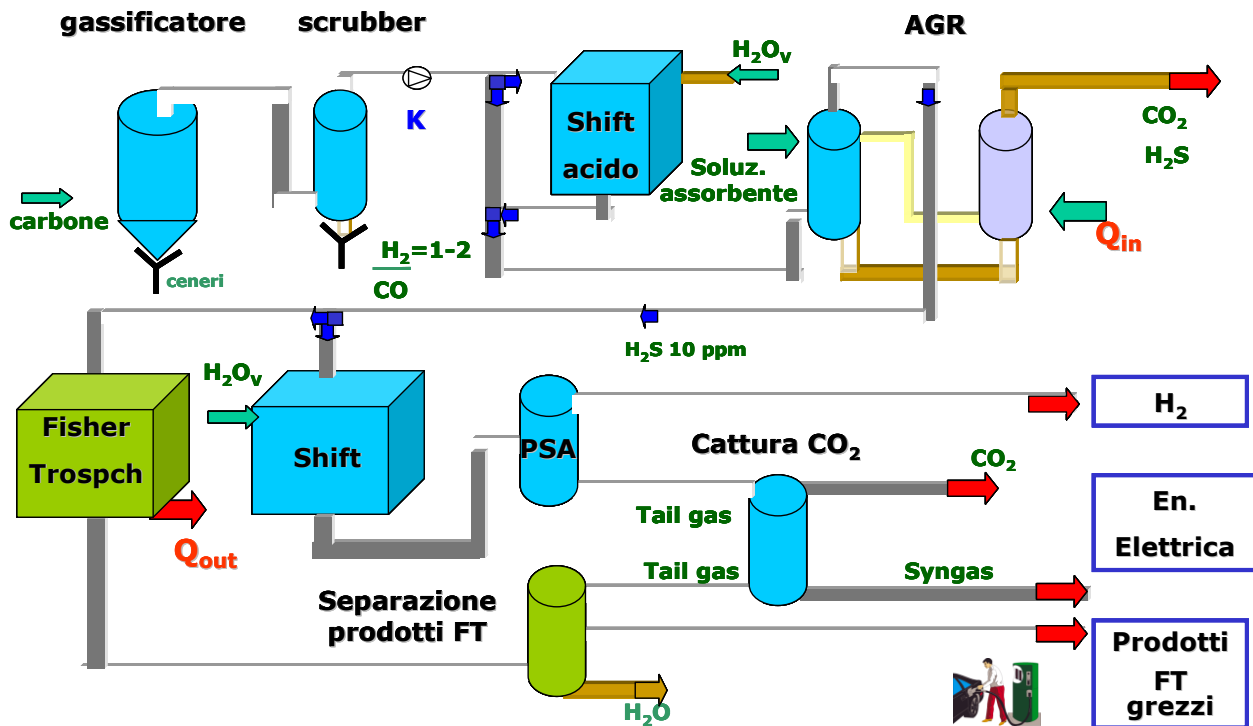 gassificatore
scrubber
AGR
H₂Oᵥ
K
Shift
acido
Soluz.
assorbente
CO₂
H₂S
carbone
Qin
ceneri
H₂=1-2
CO
H₂S 10 ppm
H₂Oᵥ
Fisher
Trospch
Shift
PSA
H₂
Cattura CO₂
CO₂
En.
Elettrica
Qout
Tail gas
Tail gas
Syngas
Separazione
prodotti FT
Prodotti
FT
grezzi
H₂O